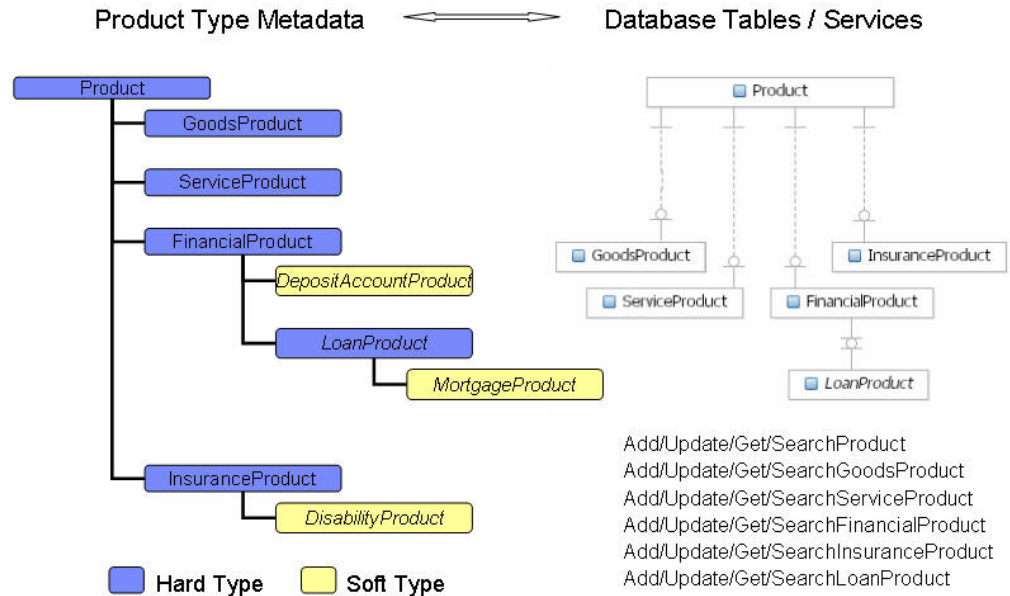 Product Type Metadata
Database Tables / Services
Product
GoodsProduct
ServiceProduct
FinancialProduct
DepositAccountProduct
LoanProduct
MortgageProduct
InsuranceProduct
DisabilityProduct
Hard Type
Soft Type
Product
GoodsProduct
InsuranceProduct
ServiceProduct
FinancialProduct
LoanProduct
Add/Update/Get/SearchProduct
Add/Update/Get/SearchGoodsProduct
Add/Update/Get/SearchServiceProduct
Add/Update/Get/SearchFinancialProduct
Add/Update/Get/SearchInsuranceProduct
Add/Update/Get/SearchLoanProduct